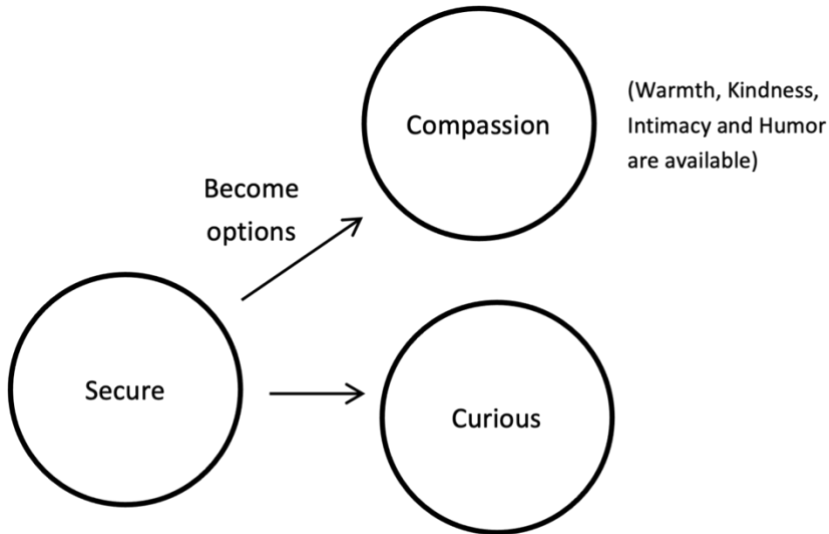 Compassion
(Warmth, Kindness,
Intimacy and Humor
are available)
Become
options
Secure
Curious